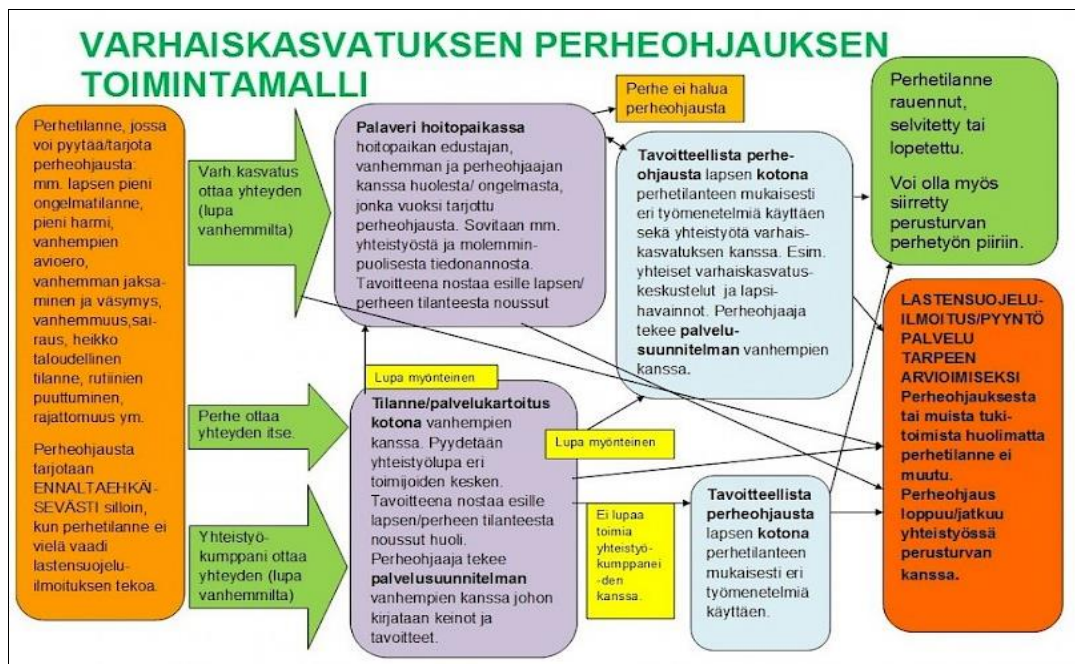 VARHAISKASVATUKSEN PERHEOHJAUKSEN
TOIMINTAMALLI
Perhetilanne, jossa
voi pyytää/tarjota
perheohjausta:
mm. lapsen pieni
ongelmatilanne,
pieni harmi,
vanhempien
avioero,
vanhemman jaksa-
minen ja väsymys,
vanhemmuus,sai-
raus, heikko
taloudellinen
tilanne, rutiinien
puuttuminen,
rajattomuus ym.
Perheohjausta
tarjotaan
ENNALTAEHKÄI-
SEVÄSTI silloin,
kun perhetilanne ei
vielä vaadi
lastensuojelu-
ilmoituksen tekoa.
Varh.kasvatus
ottaa yhteyden
(lupa
vanhemmilta)
Perhe ottaa
yhteyden itse.
Yhteistyö-
kumppani ottaa
yhteyden (lupa
vanhemmilta)
Palaveri hoitopaikassa
hoitopaikan edustajan,
vanhemman ja perheohjaajan
kanssa huolesta/ ongelmasta,
jonka vuoksi tarjottu
perheohjausta. Sovitaan mm.
yhteistyöstä ja molemmin-
puolisesta tiedonannosta.
Tavoitteena nostaa esille lapsen/
perheen tilanteesta noussut
Lupa myönteinen
Tilanne/palvelukartoitus
kotona vanhempien
kanssa. Pyydetään
yhteistyölupa eri
toimijoiden kesken.
Tavoitteena nostaa esille
lapsen/perheen tilanteesta
noussut huoli.
Perheohjaaja tekee
palvelusuunnitelman
vanhempien kanssa johon
kirjataan keinot ja
tavoitteet.
Perhe ei halua
perheohjausta
Tavoitteellista perhe-
ohjausta lapsen kotona
perhetilanteen mukaisesti
eri työmenetelmiä käyttäen
sekä yhteistyötä varhais-
kasvatuksen kanssa. Esim.
yhteiset varhaiskasvatus-
keskustelut ja lapsi-
havainnot. Perheohjaaja
tekee palvelu-
suunnitelman vanhempien
kanssa.
Lupa myönteinen
Ei lupaa
toimia
yhteistyö-
kumppanei
-den
kanssa.
Tavoitteellista
perheohjausta
lapsen kotona
perhetilanteen
mukaisesti eri
työmenetelmiä
käyttäen.
Perhetilanne
rauennut,
selvitetty tai
lopetettu.
Voi olla myös
siirretty
perusturvan
perhetyön piiriin.
LASTENSUOJELU-
ILMOITUS/PYYNTÖ
PALVELU
TARPEEN
ARVIOIMISEKSI
Perheohjauksesta
tai muista tuki-
toimista huolimatta
perhetilanne ei
muutu.
Perheohjaus
loppuu/jatkuu
yhteistyössä
perusturvan
kanssa.